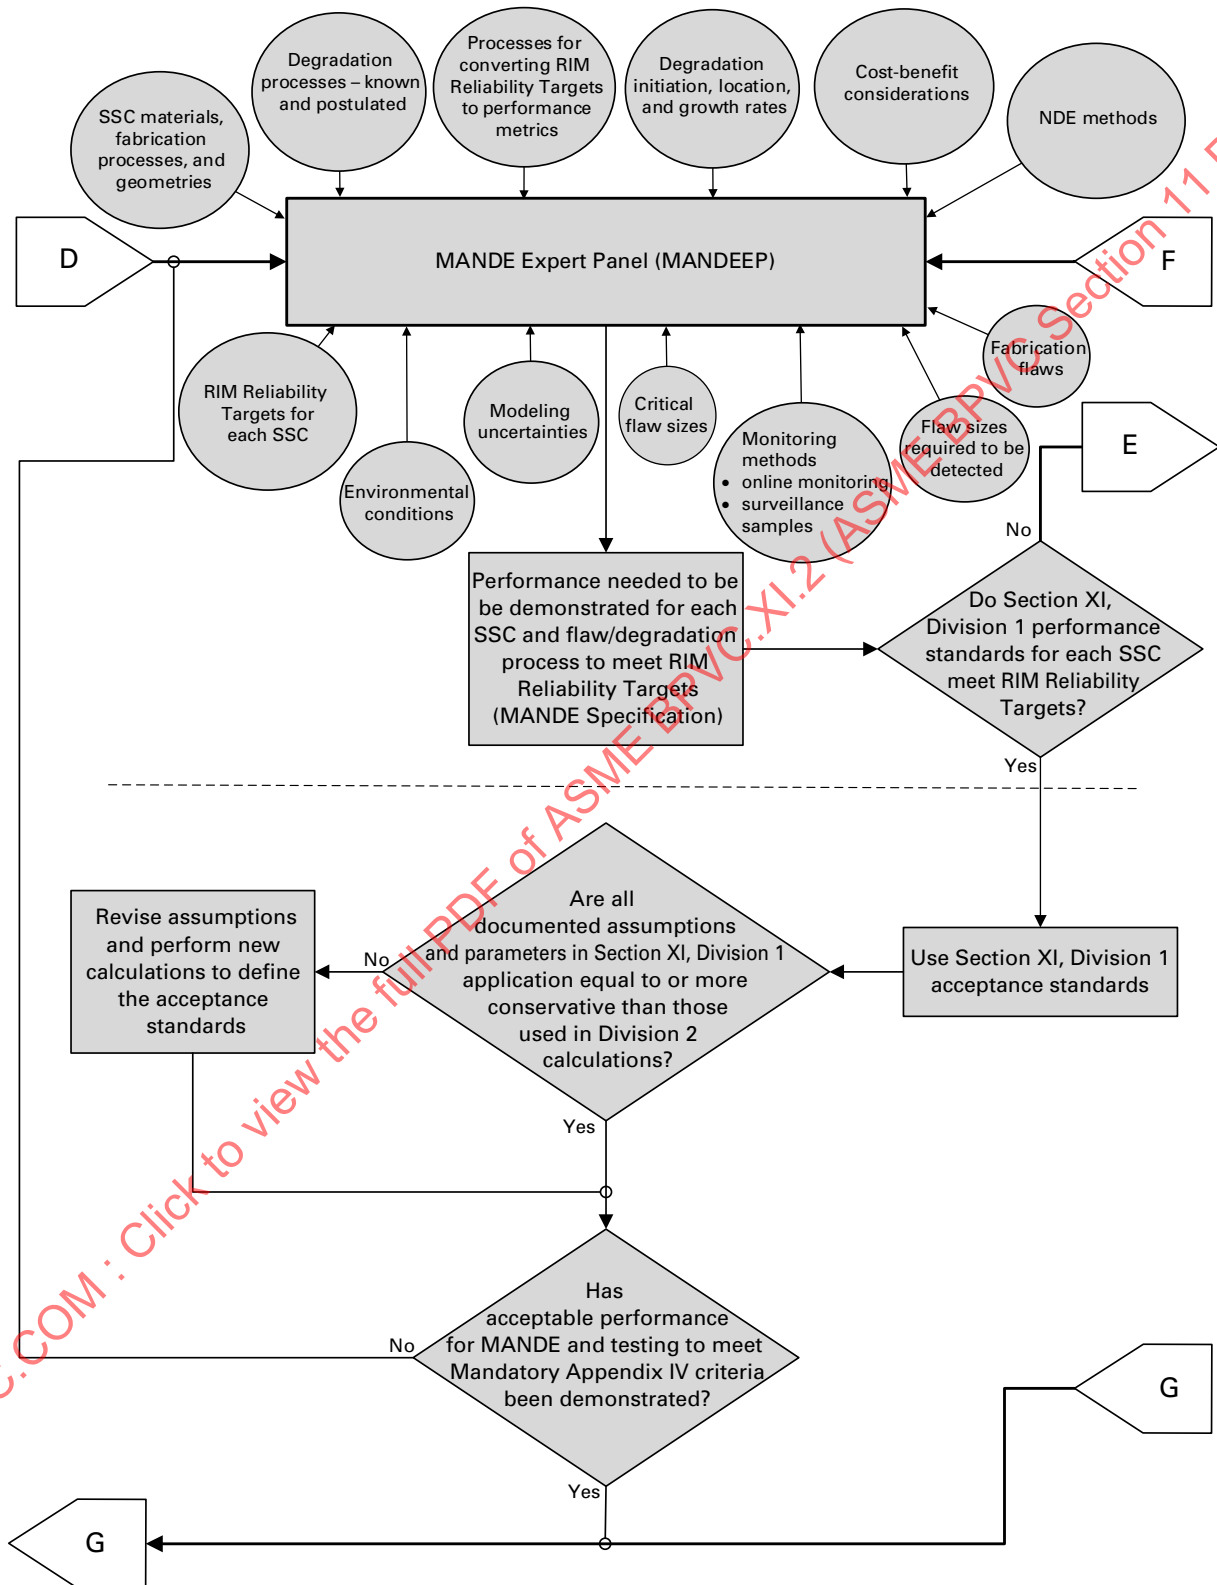 Degradation
processes – known
and postulated
Processes for
converting RIM
Reliability Targets
to performance
metrics
Degradation
initiation, location,
and growth rates
Cost-benefit
considerations
NDE methods
SSC materials,
fabrication
processes, and
geometries
D
MANDE Expert Panel (MANDEEP)
F
RIM Reliability
Targets for
each SSC
Environmental
conditions
Modeling
uncertainties
Critical
flaw sizes
Monitoring
methods
• online monitoring
• surveillance
samples
Flaw sizes
required to be
detected
Fabrication
flaws
E
No
Performance needed to be
be demonstrated for each
SSC and flaw/degradation
process to meet RIM
Reliability Targets
(MANDE Specification)
Do Section XI,
Division 1 performance
standards for each SSC
meet RIM Reliability
Targets?
Yes
Revise assumptions
and perform new
calculations to define
the acceptance
standards
No
Are all
documented assumptions
and parameters in Section XI, Division 1
application equal to or more
conservative than those
used in Division 2
calculations?
Use Section XI, Division 1
acceptance standards
Yes
No
Has
acceptable performance
for MANDE and testing to meet
Mandatory Appendix IV criteria
been demonstrated?
G
Yes
G
C.COM : Click to view the full PDF of ASME BPVC.XI.2 (ASME BPVC Section 11